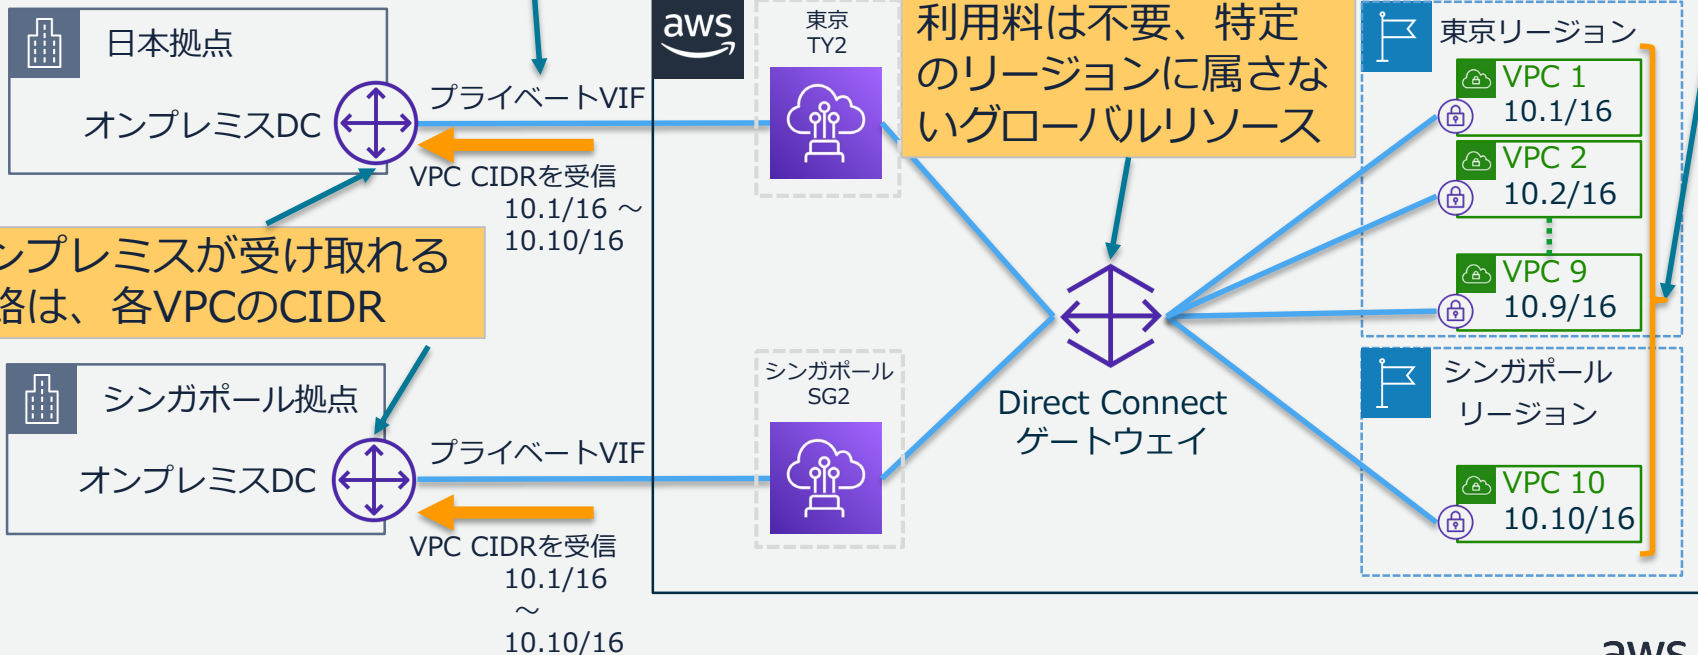 日本拠点
オンプレミスDC
プライベートVIF
VPC CIDRを受信
10.1/16 ～
10.10/16
ンプレミスが受け取れる
路は、各VPCのCIDR
シンガポール拠点
オンプレミスDC
プライベートVIF
VPC CIDRを受信
10.1/16
～
10.10/16
aws
東京
TY2
利用料は不要、特定
のリージョンに属さな
いグローバルリソース
シンガポール
SG2
Direct Connect
ゲートウェイ
東京リージョン
VPC 1
10.1/16
VPC 2
10.2/16
VPC 9
10.9/16
シンガポール
リージョン
VPC 10
10.10/16
aws